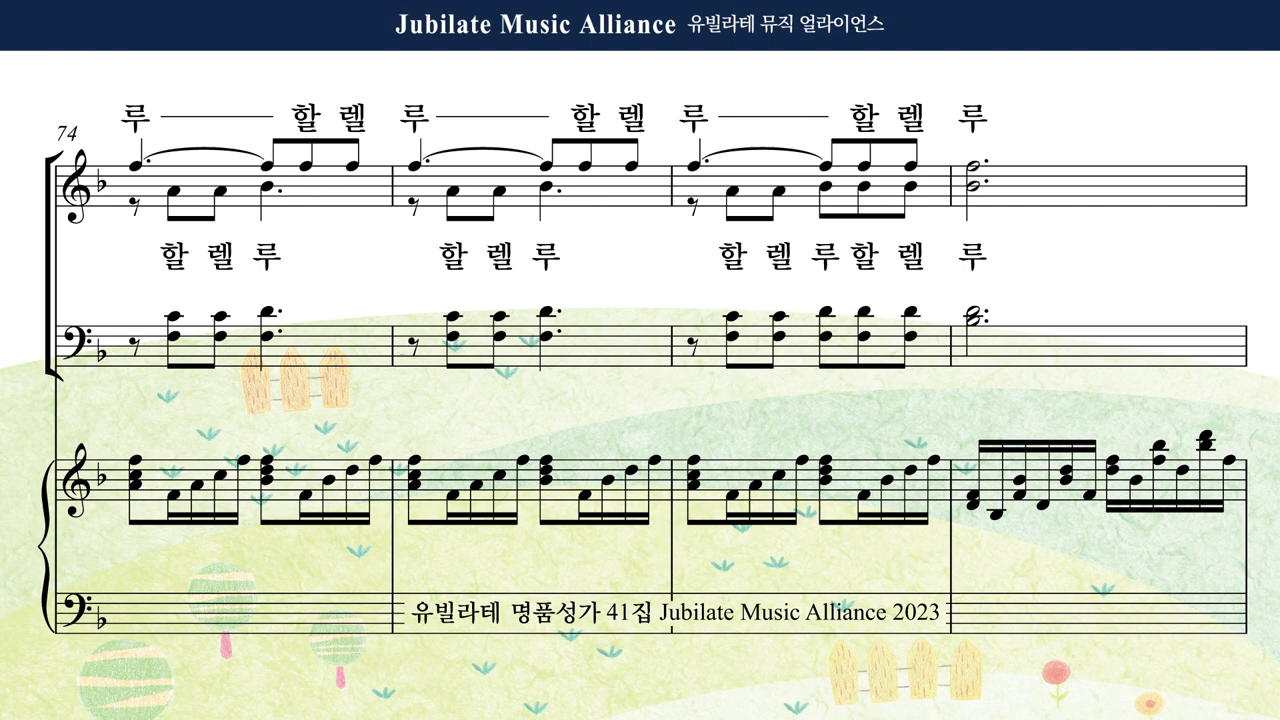 Jubilate Music Alliance 유빌라테 뮤직 얼라이언스
루 할 렐 루 할 렐 루 할 렐 루
74
할 렐 루 할 렐 루 할 렐 루 할 렐 루
유빌라테 명품성가 41집 Jubilate Music Alliance 2023